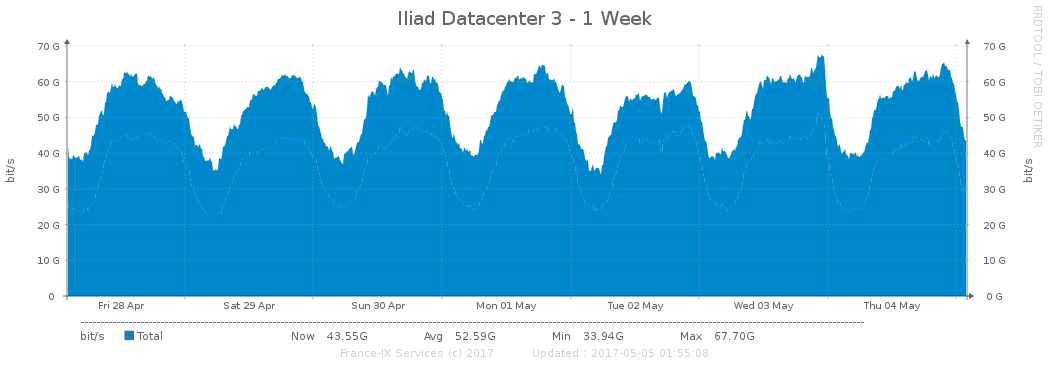 Iliad Datacenter 3 - 1 Week
RRDTOOL / TOBI OETIKER
bit/s
bit/s
70 G 70 G
60 G 60 G
50 G 50 G
40 G 40 G
30 G 30 G
20 G 20 G
10 G 10 G
0 0 G
Fri 28 Apr Sat 29 Apr Sun 30 Apr Mon 01 May Tue 02 May Wed 03 May Thu 04 May
bit/s Total Now 43.55G Avg 52.59G Min 33.94G Max 67.70G
France-IX Services (c) 2017 Updated : 2017-05-05 01:55:08